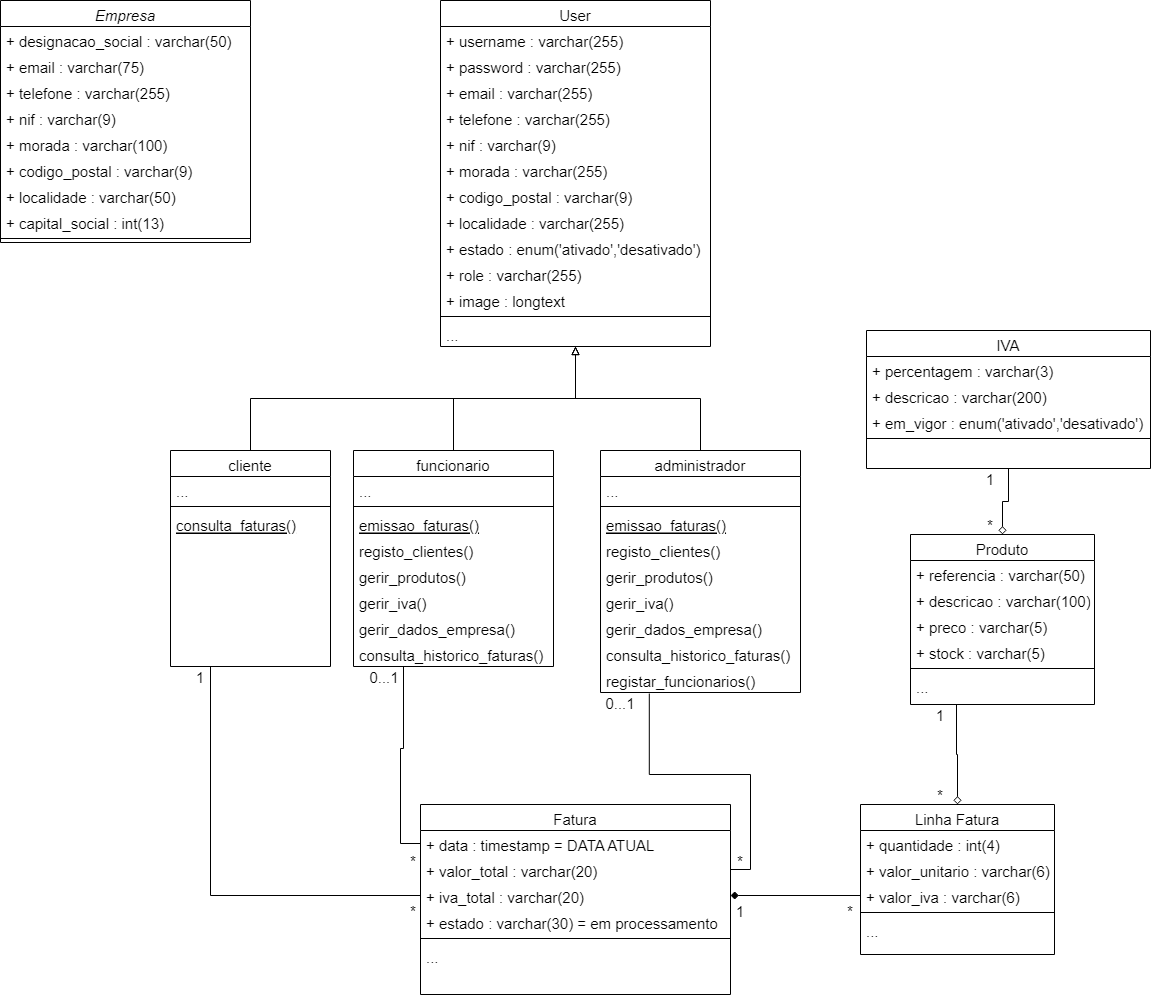 Empresa
+ designacao_social : varchar(50)
+ email : varchar(75)
+ telefone : varchar(255)
+ nif : varchar(9)
+ morada : varchar(100)
+ codigo_postal : varchar(9)
+ localidade : varchar(50)
+ capital_social : int(13)
User
+ username : varchar(255)
+ password : varchar(255)
+ email : varchar(255)
+ telefone : varchar(255)
+ nif : varchar(9)
+ morada : varchar(255)
+ codigo_postal : varchar(9)
+ localidade : varchar(255)
+ estado : enum('ativado','desativado')
+ role : varchar(255)
+ image : longtext
...
IVA
+ percentagem : varchar(3)
+ descricao : varchar(200)
+ em_vigor : enum('ativado','desativado')
1
*
cliente
...
consulta_faturas()
1
funcionario
...
emissao_faturas()
registo_clientes()
gerir_produtos()
gerir_iva()
gerir_dados_empresa()
consulta_historico_faturas()
0...1
administrador
...
emissao_faturas()
registo_clientes()
gerir_produtos()
gerir_iva()
gerir_dados_empresa()
consulta_historico_faturas()
registar_funcionarios()
0...1
Produto
+ referencia : varchar(50)
+ descricao : varchar(100)
+ preco : varchar(5)
+ stock : varchar(5)
...
1
*
*
*
*
Fatura
+ data : timestamp = DATA ATUAL
+ valor_total : varchar(20)
+ iva_total : varchar(20)
+ estado : varchar(30) = em processamento
...
1
*
Linha Fatura
+ quantidade : int(4)
+ valor_unitario : varchar(6)
+ valor_iva : varchar(6)
...